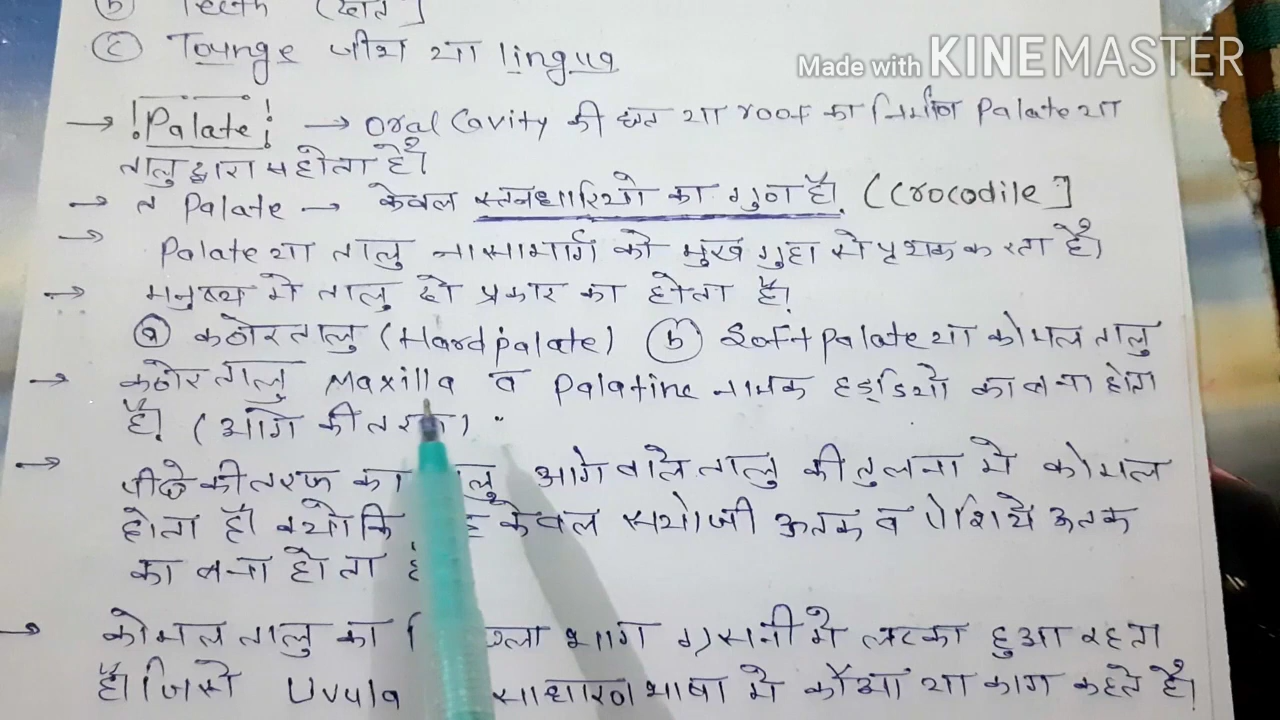 (b) Teeth (दांत]
(c) Tounge जीभ या lingua
Made with KINEMASTER
→ Palate → Oral Cavity की छत या roof का निर्माण Palate या
तालु द्वारा होता है।
→ Palate → केवल स्तनधारियो का गुण है। (Crocodile]
→ Palate या तालु नासामार्ग को मुख गुहा से पृथक करता है।
→ मनुष्य मे तालु दो प्रकार का होता है।
(a) कठोर तालु (Hard palate) (b) Soft palate या कोमल तालु
→ कठोर तालु Maxilla व Palatine नामक हड्डियो का बना होता
है। (आगे की तरफ)
→ पीछे की तरफ का आगे वाले तालु की तुलना मे कोमल
होता है क्योकि केवल सयोजी ऊतक व पेशिये ऊतक
का बना होता
→ कोमल तालु का भाग ग्रसनी मे लटका हुआ रहता
है। जिसे Uvula साधारण भाषा मे कौआ या काग कहते है।